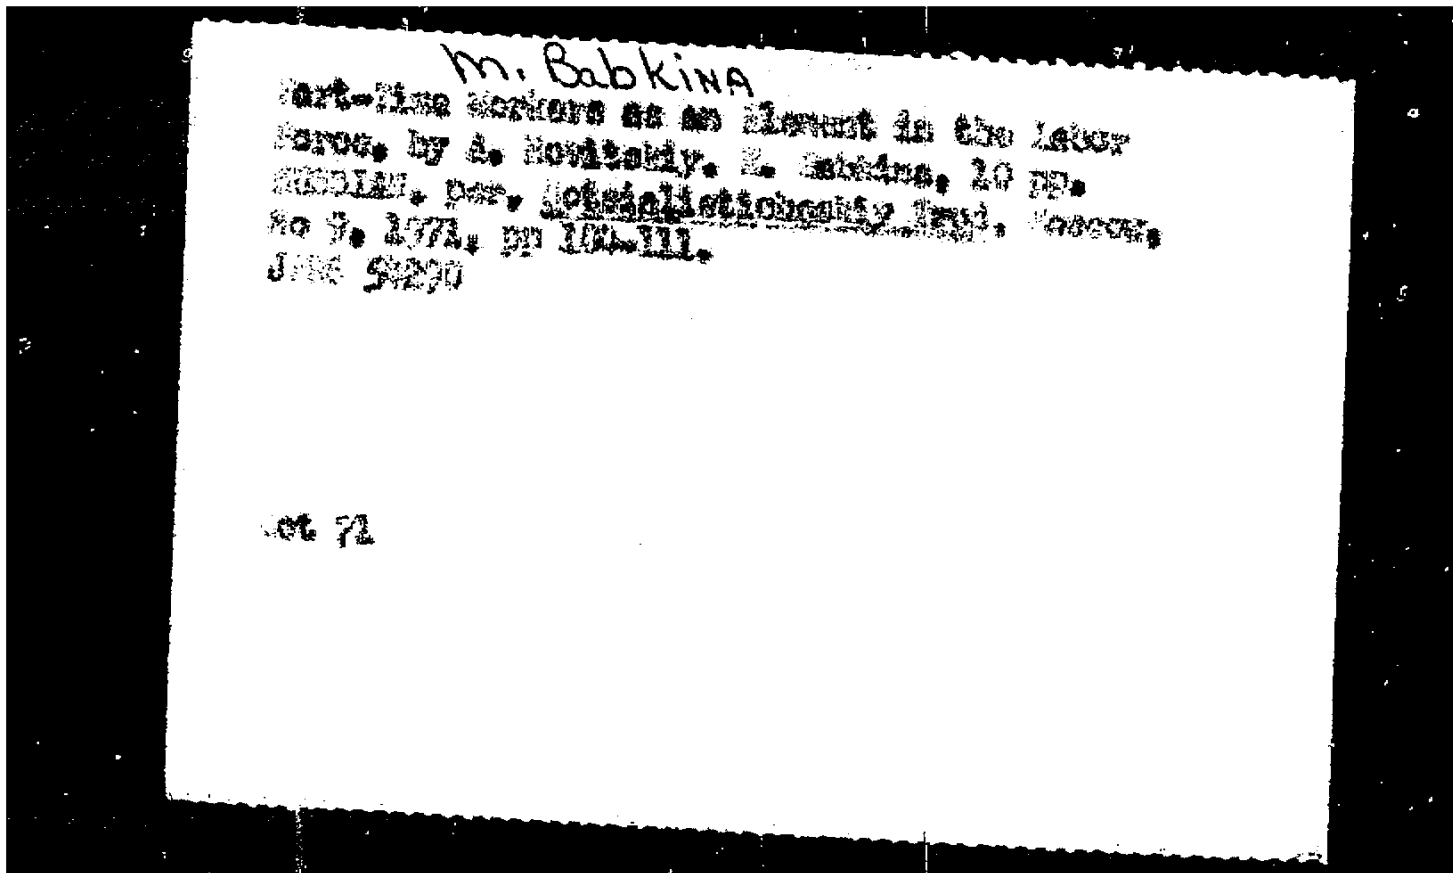 M. BabkiNA
Part-Time Workers as an Element in the Labor
Force, by A. Novitskiy, M. Babkina, 10 pp.
RUSSIAN, per, Sotsialisticheskiy Trud, Moscow,
No 9, 1971, pp 104-111.
JPRS
Oct 71